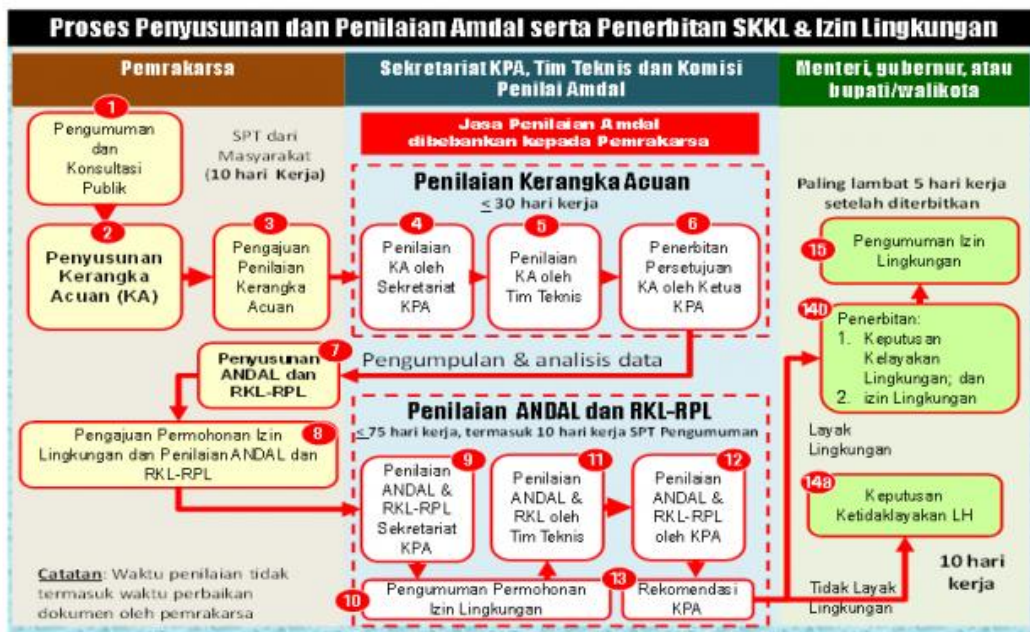 Proses Penyusunan dan Penilaian Amdal serta Penerbitan SKKL & Izin Lingkungan
Pemrakarsa
Sekretariat KPA, Tim Teknis dan Komisi
Penilai Amdal
Menteri, gubernur, atau
bupati/walikota
1
Pengumuman
dan
Konsultasi
Publik
SPT dari
Masyarakat
(10 hari Kerja)
2
Penyusunan
Kerangka
Acuan (KA)
3
Pengajuan
Penilaian
Kerangka
Acuan
Jasa Penilaian Amdal
dibebankan kepada Pemrakarsa
Penilaian Kerangka Acuan
≤ 30 hari kerja
4
Penilaian
KA oleh
Sekretariat
KPA
5
Penilaian
KA oleh
Tim Teknis
6
Penerbitan
Persetujuan
KA oleh Ketua
KPA
7
Penyusunan
ANDAL dan
RKL-RPL
Pengumpulan & analisis data
8
Pengajuan Permohonan Izin
Lingkungan dan Penilaian ANDAL dan
RKL-RPL
Penilaian ANDAL dan RKL-RPL
≤ 75 hari kerja, termasuk 10 hari kerja SPT Pengumuman
9
Penilaian
ANDAL &
RKL-RPL
Sekretariat
KPA
10
Pengumuman Permohonan
Izin Lingkungan
11
Penilaian
ANDAL &
RKL oleh
Tim Teknis
12
Penilaian
ANDAL &
RKL-RPL
oleh KPA
13
Rekomendasi
KPA
Paling lambat 5 hari kerja
setelah diterbitkan
15
Pengumuman Izin
Lingkungan
14b
Penerbitan:
1. Keputusan
Kelayakan
Lingkungan; dan
2. izin Lingkungan
Layak
Lingkungan
14a
Keputusan
Ketidaklayakan LH
10 hari
kerja
Tidak Layak
Lingkungan
Catatan: Waktu penilaian tidak
termasuk waktu perbaikan
dokumen oleh pemrakarsa